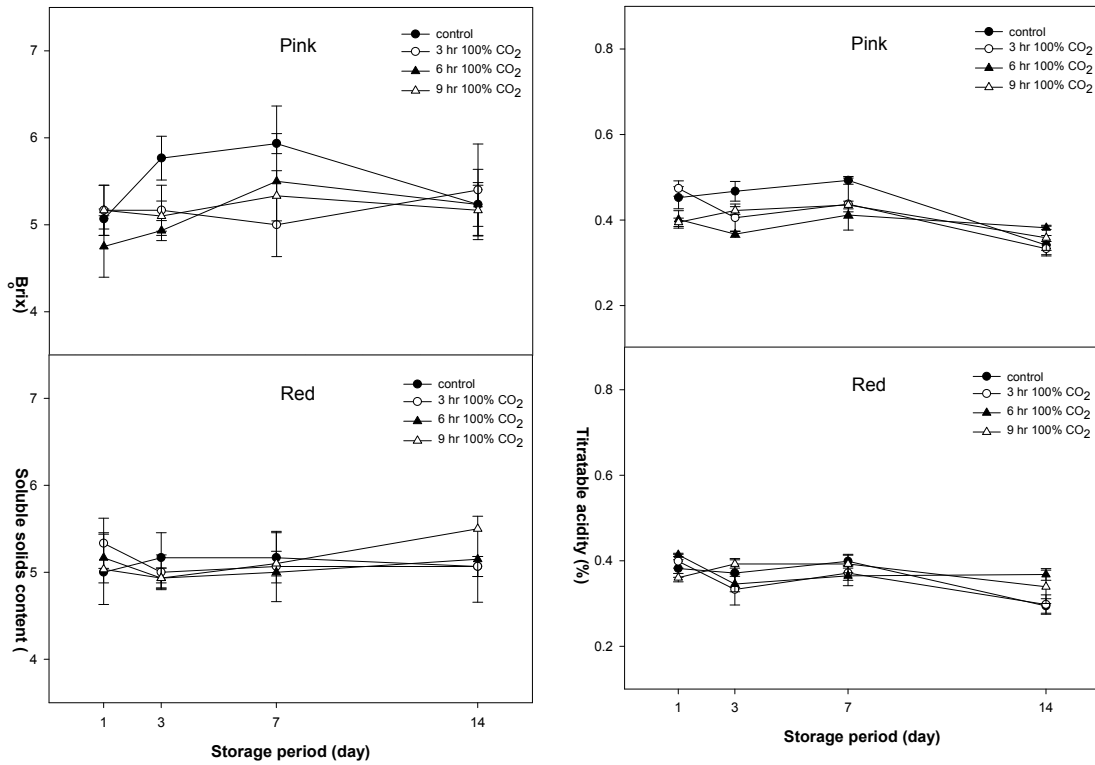 Pink
control
3 hr 100% CO2
6 hr 100% CO2
9 hr 100% CO2
7
6
5
4
Red
control
3 hr 100% CO2
6 hr 100% CO2
9 hr 100% CO2
7
6
5
4
Soluble solids content (
oBrix)
1
3
7
14
Storage period (day)
Pink
control
3 hr 100% CO2
6 hr 100% CO2
9 hr 100% CO2
0.8
0.6
0.4
0.2
Red
control
3 hr 100% CO2
6 hr 100% CO2
9 hr 100% CO2
0.8
0.6
0.4
0.2
Titratable acidity (%)
1
3
7
14
Storage period (day)